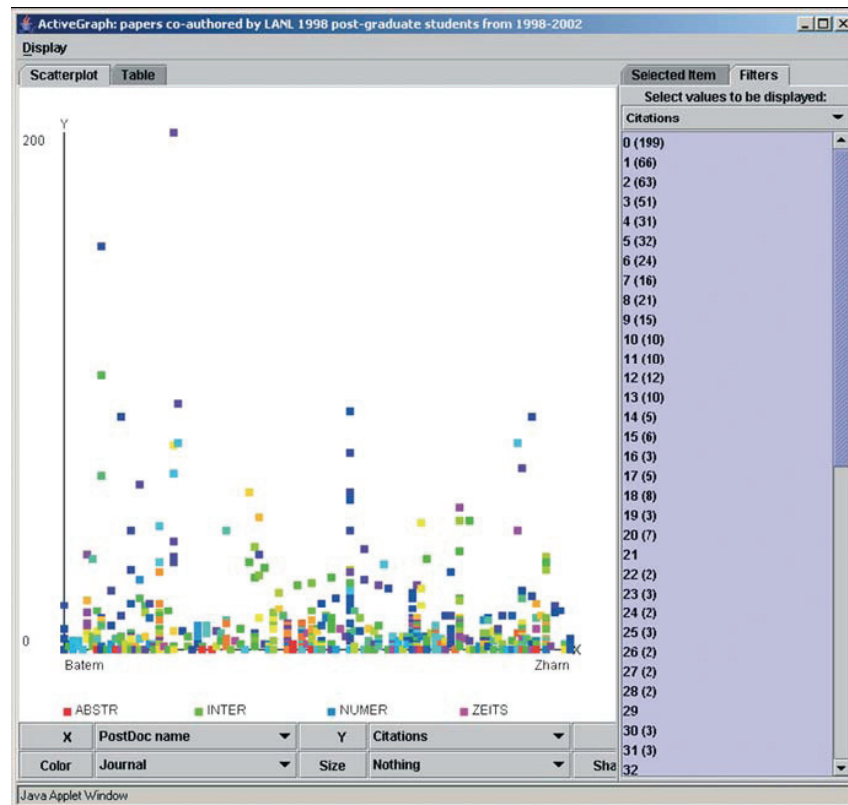 ActiveGraph: papers co-authored by LANL 1998 post-graduate students from 1998-2002
Display
Scatterplot Table
Selected Item Filters
Select values to be displayed:
Citations
Y
200
0
Batem
Zharn
X
ABSTR INTER NUMER ZEITS
0 (199)
1 (66)
2 (63)
3 (51)
4 (31)
5 (32)
6 (24)
7 (16)
8 (21)
9 (15)
10 (10)
11 (10)
12 (12)
13 (10)
14 (5)
15 (6)
16 (3)
17 (5)
18 (8)
19 (3)
20 (7)
21
22 (2)
23 (3)
24 (2)
25 (3)
26 (2)
27 (2)
28 (2)
29
30 (3)
31 (3)
32
X PostDoc name Y Citations
Color Journal Size Nothing Sha
Java Applet Window